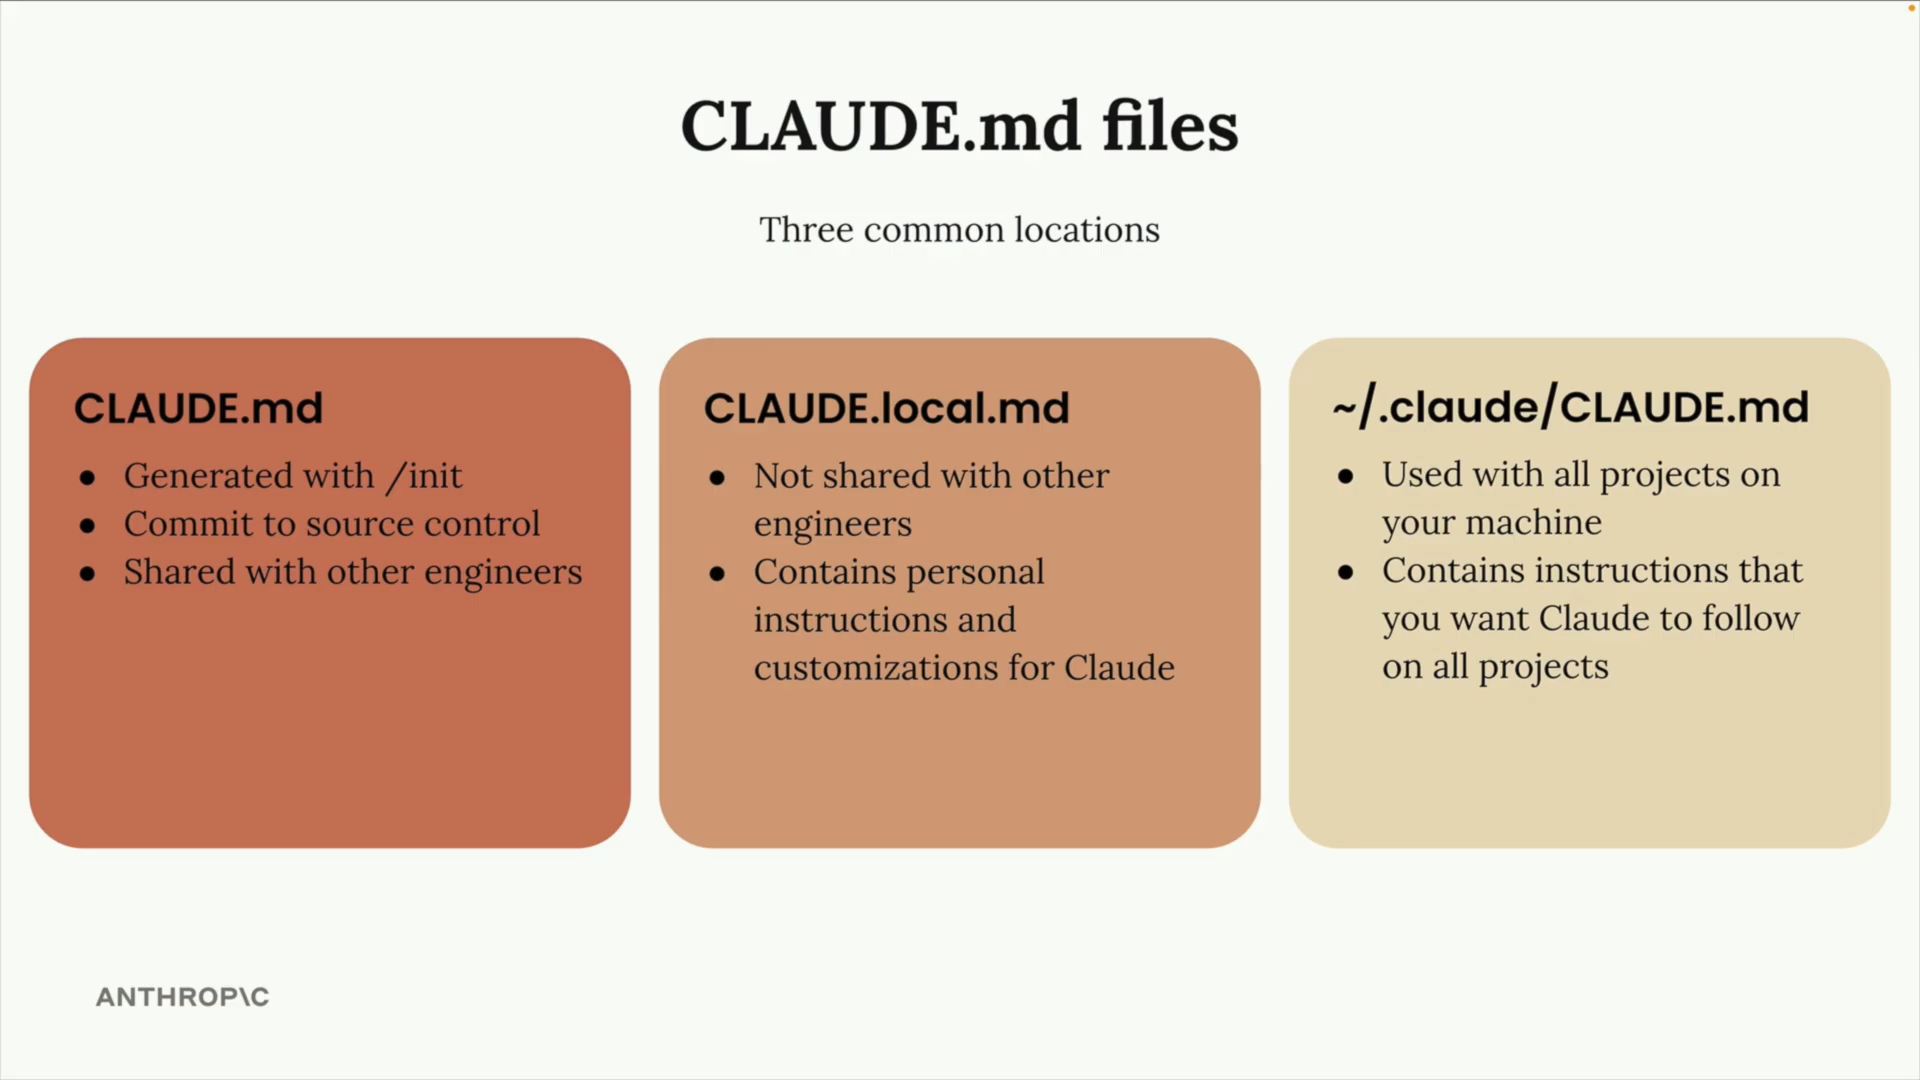 CLAUDE.md files
Three common locations
CLAUDE.md
● Generated with /init
● Commit to source control
● Shared with other engineers
CLAUDE.local.md
● Not shared with other
engineers
● Contains personal
instructions and
customizations for Claude
~/.claude/CLAUDE.md
● Used with all projects on
your machine
● Contains instructions that
you want Claude to follow
on all projects
ANTHROP\C